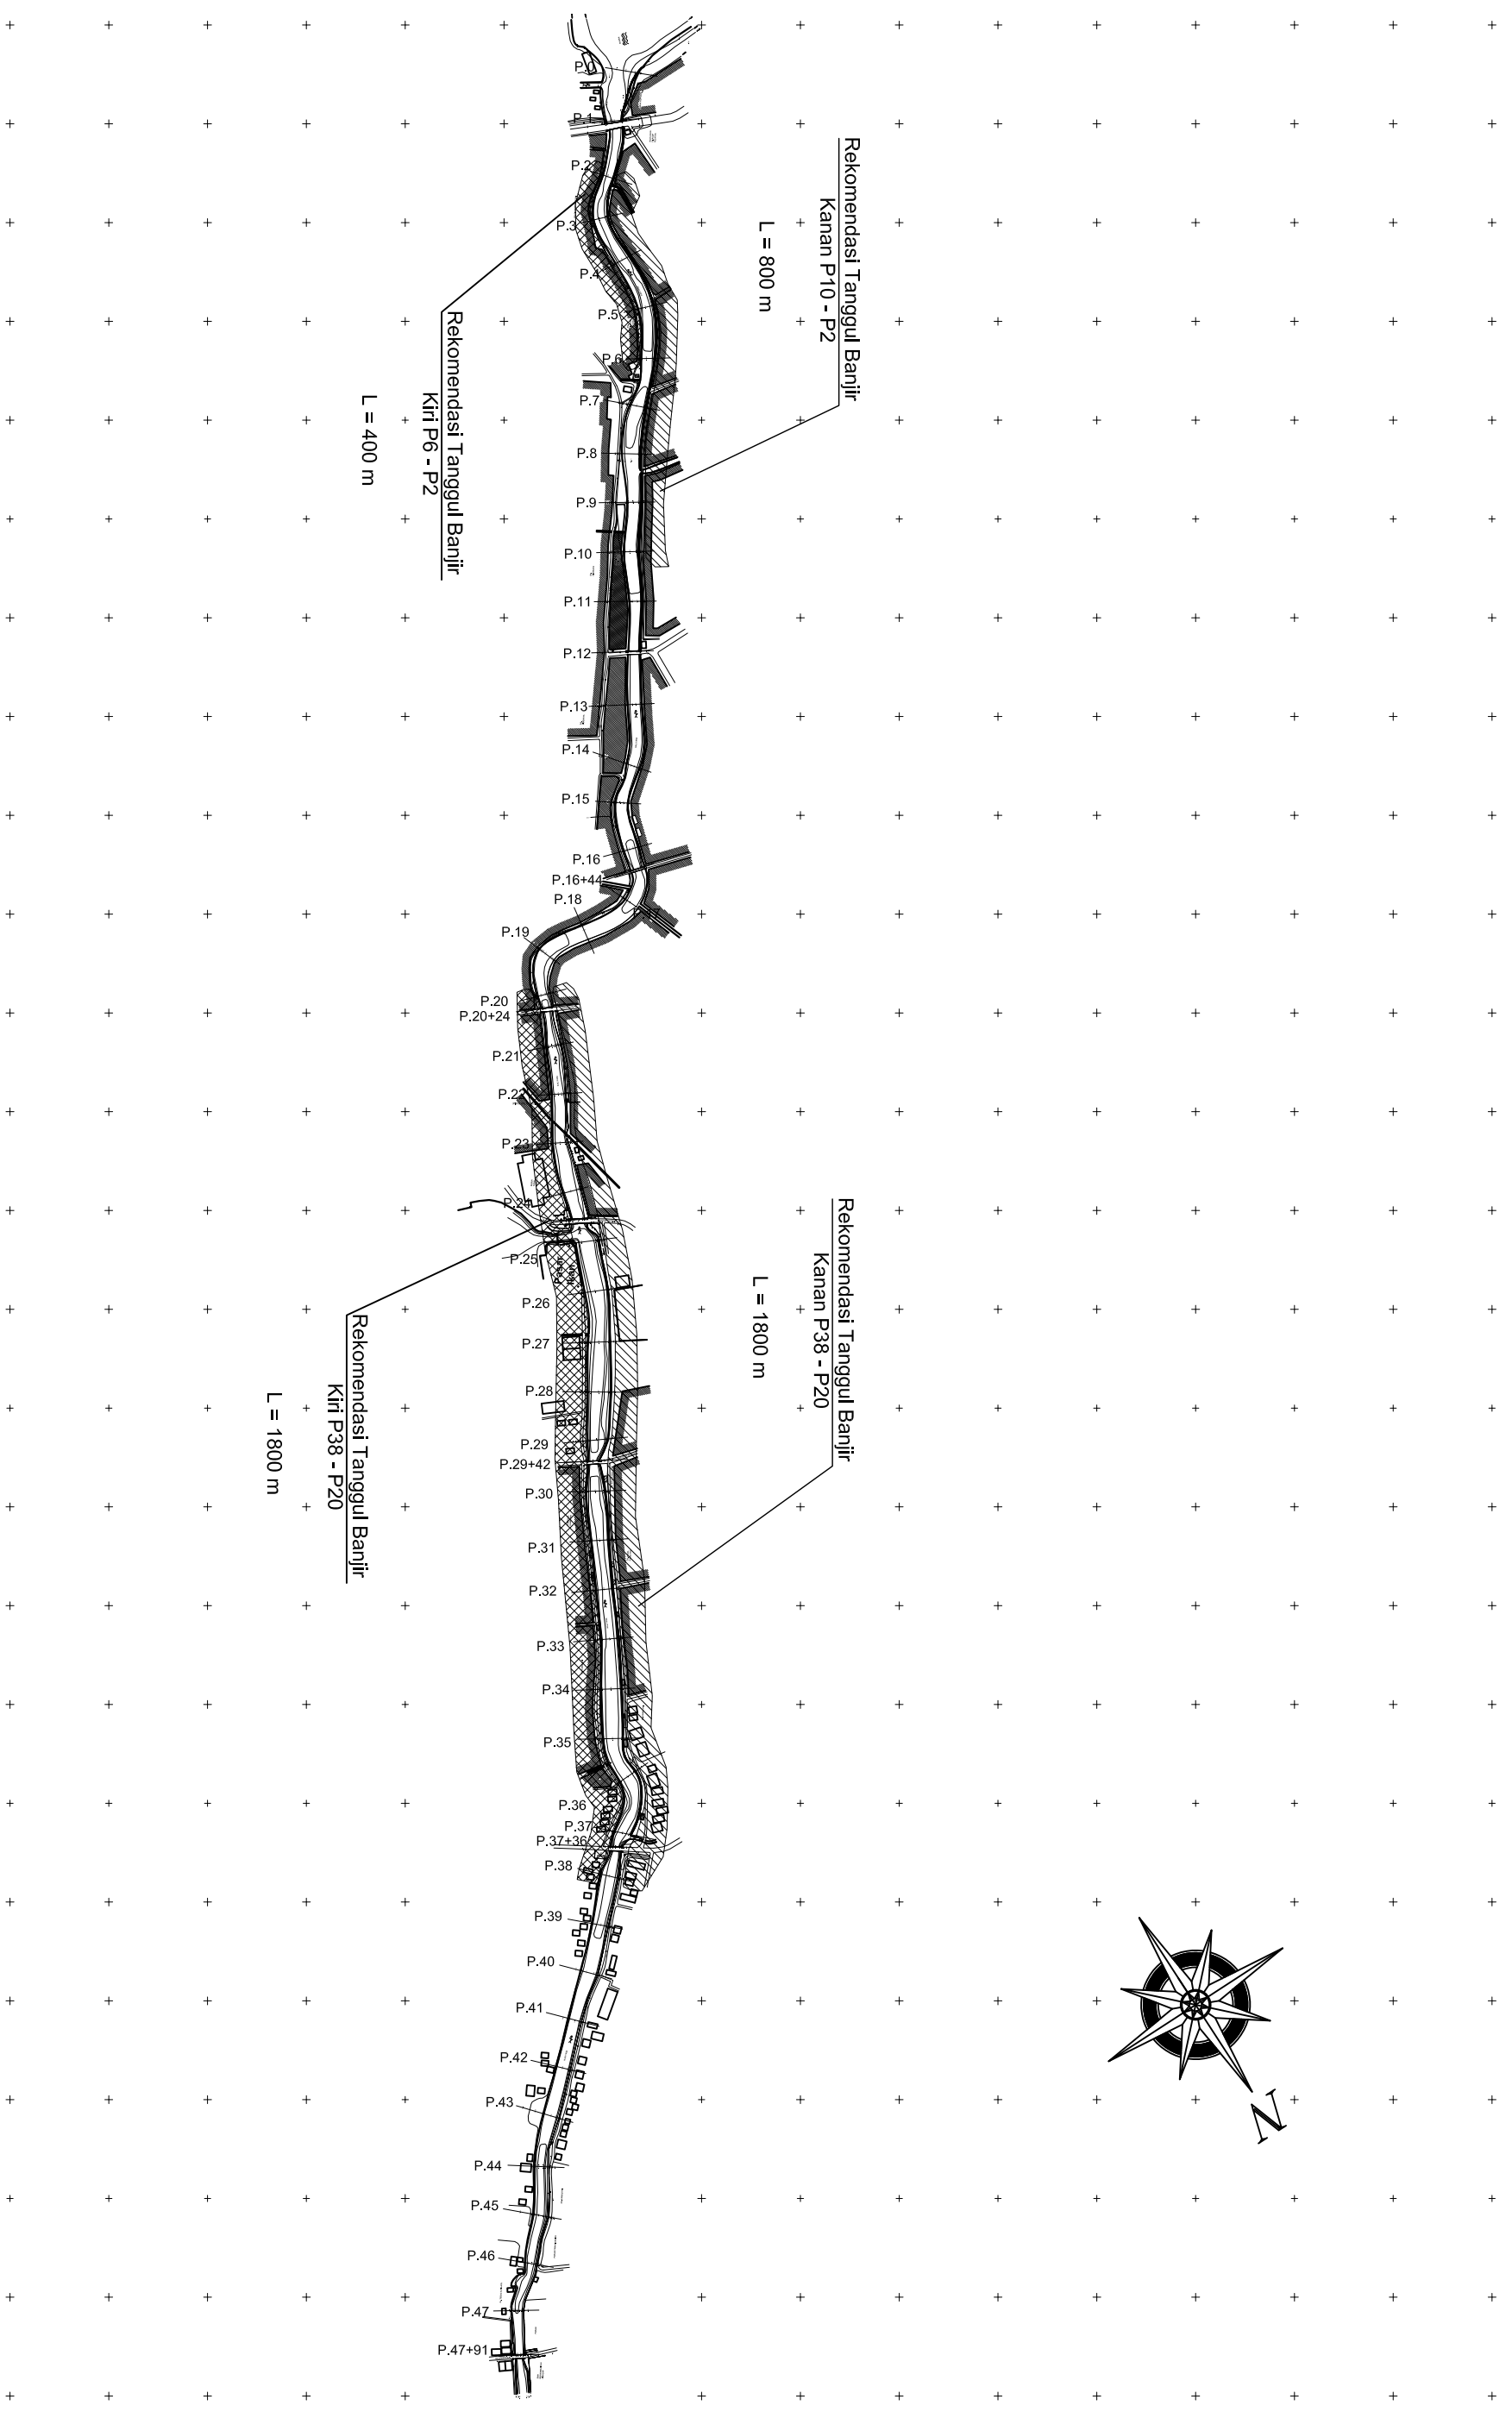 P.0
P.1
P.2
P.3
P.4
P.5
P.6
P.7
P.8
P.9
P.10
P.11
P.12
P.13
P.14
P.15
P.16
P.16+44
P.18
P.19
P.20
P.20+24
P.21
P.22
P.23
P.24
P.25
P.26
P.27
P.28
P.29
P.29+42
P.30
P.31
P.32
P.33
P.34
P.35
P.36
P.37
P.37+36
P.38
P.39
P.40
P.41
P.42
P.43
P.44
P.45
P.46
P.47
P.47+91
Rekomendasi Tanggul Banjir
Kanan P10 - P2
L = 800 m
Rekomendasi Tanggul Banjir
Kiri P6 - P2
L = 400 m
Rekomendasi Tanggul Banjir
Kanan P38 - P20
L = 1800 m
Rekomendasi Tanggul Banjir
Kiri P38 - P20
L = 1800 m
N